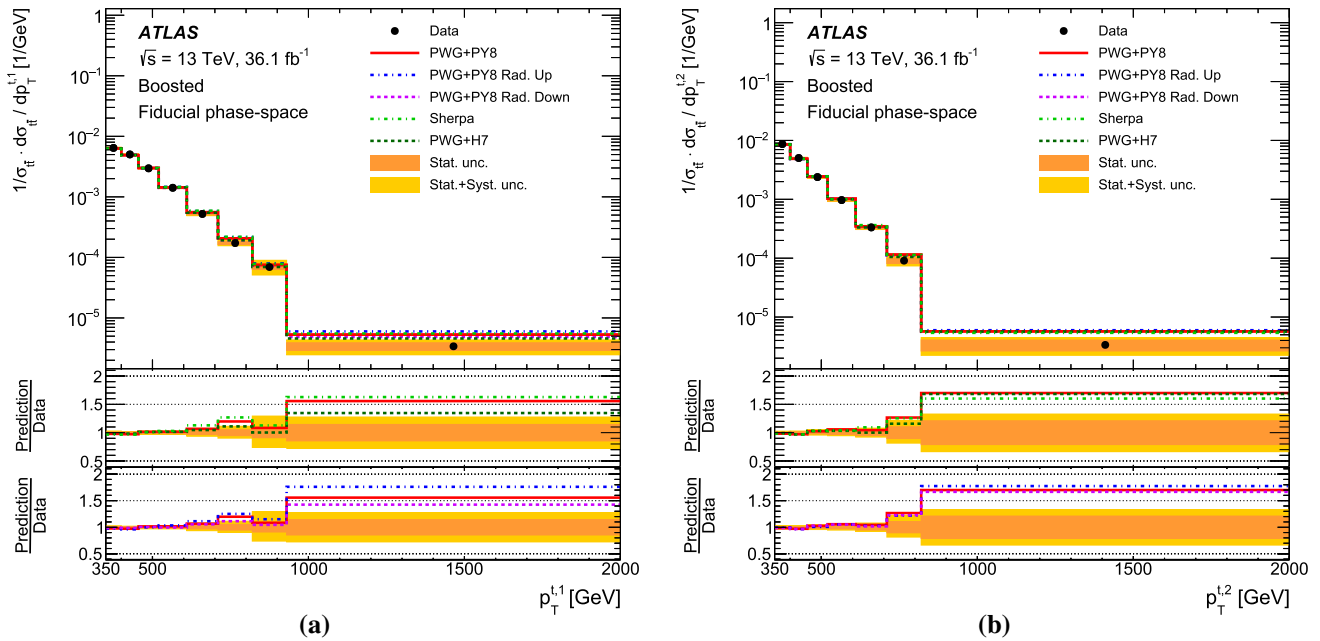 1/σ_tt̄ · dσ_tt̄ / dp_T^{t,1} [1/GeV]
1
10⁻¹
10⁻²
10⁻³
10⁻⁴
10⁻⁵
ATLAS
√s = 13 TeV, 36.1 fb⁻¹
Boosted
Fiducial phase-space
Data
PWG+PY8
PWG+PY8 Rad. Up
PWG+PY8 Rad. Down
Sherpa
PWG+H7
Stat. unc.
Stat.+Syst. unc.
Prediction
Data
2
1.5
1
0.5
Prediction
Data
2
1.5
1
0.5
350 500 1000 1500 2000
p_T^{t,1} [GeV]
(a)
1/σ_tt̄ · dσ_tt̄ / dp_T^{t,2} [1/GeV]
1
10⁻¹
10⁻²
10⁻³
10⁻⁴
10⁻⁵
ATLAS
√s = 13 TeV, 36.1 fb⁻¹
Boosted
Fiducial phase-space
Data
PWG+PY8
PWG+PY8 Rad. Up
PWG+PY8 Rad. Down
Sherpa
PWG+H7
Stat. unc.
Stat.+Syst. unc.
Prediction
Data
2
1.5
1
0.5
Prediction
Data
2
1.5
1
0.5
350 500 1000 1500 2000
p_T^{t,2} [GeV]
(b)